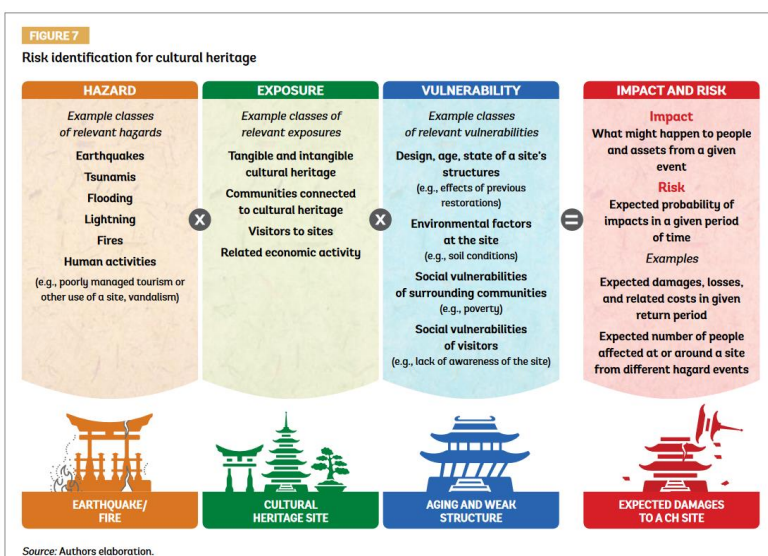 FIGURE 7
Risk identification for cultural heritage
HAZARD
Example classes
of relevant hazards
Earthquakes
Tsunamis
Flooding
Lightning
Fires
Human activities
(e.g., poorly managed tourism or
other use of a site, vandalism)
EARTHQUAKE/
FIRE
X
EXPOSURE
Example classes of
relevant exposures
Tangible and intangible
cultural heritage
Communities connected
to cultural heritage
Visitors to sites
Related economic activity
CULTURAL
HERITAGE SITE
X
VULNERABILITY
Example classes
of relevant vulnerabilities
Design, age, state of a site's
structures
(e.g., effects of previous
restorations)
Environmental factors
at the site
(e.g., soil conditions)
Social vulnerabilities
of surrounding communities
(e.g., poverty)
Social vulnerabilities
of visitors
(e.g., lack of awareness of the site)
AGING AND WEAK
STRUCTURE
=
IMPACT AND RISK
Impact
What might happen to people
and assets from a given
event
Risk
Expected probability of
impacts in a given period
of time
Examples
Expected damages, losses,
and related costs in given
return period
Expected number of people
affected at or around a site
from different hazard events
EXPECTED DAMAGES
TO A CH SITE
Source: Authors elaboration.